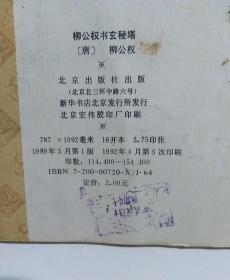 柳公权书玄秘塔
〔唐〕 柳公权
※
北京出版社出版
(北京北三环中路六号)
新华书店北京发行所发行
北京宏伟胶印厂印刷
※
787×1092毫米 16开本 3.75印张
1989年3月第1版 1992年4月第5次印刷
印数：114,400—154 400
ISBN 7-200-00720-X/J·64
定价：2.00元